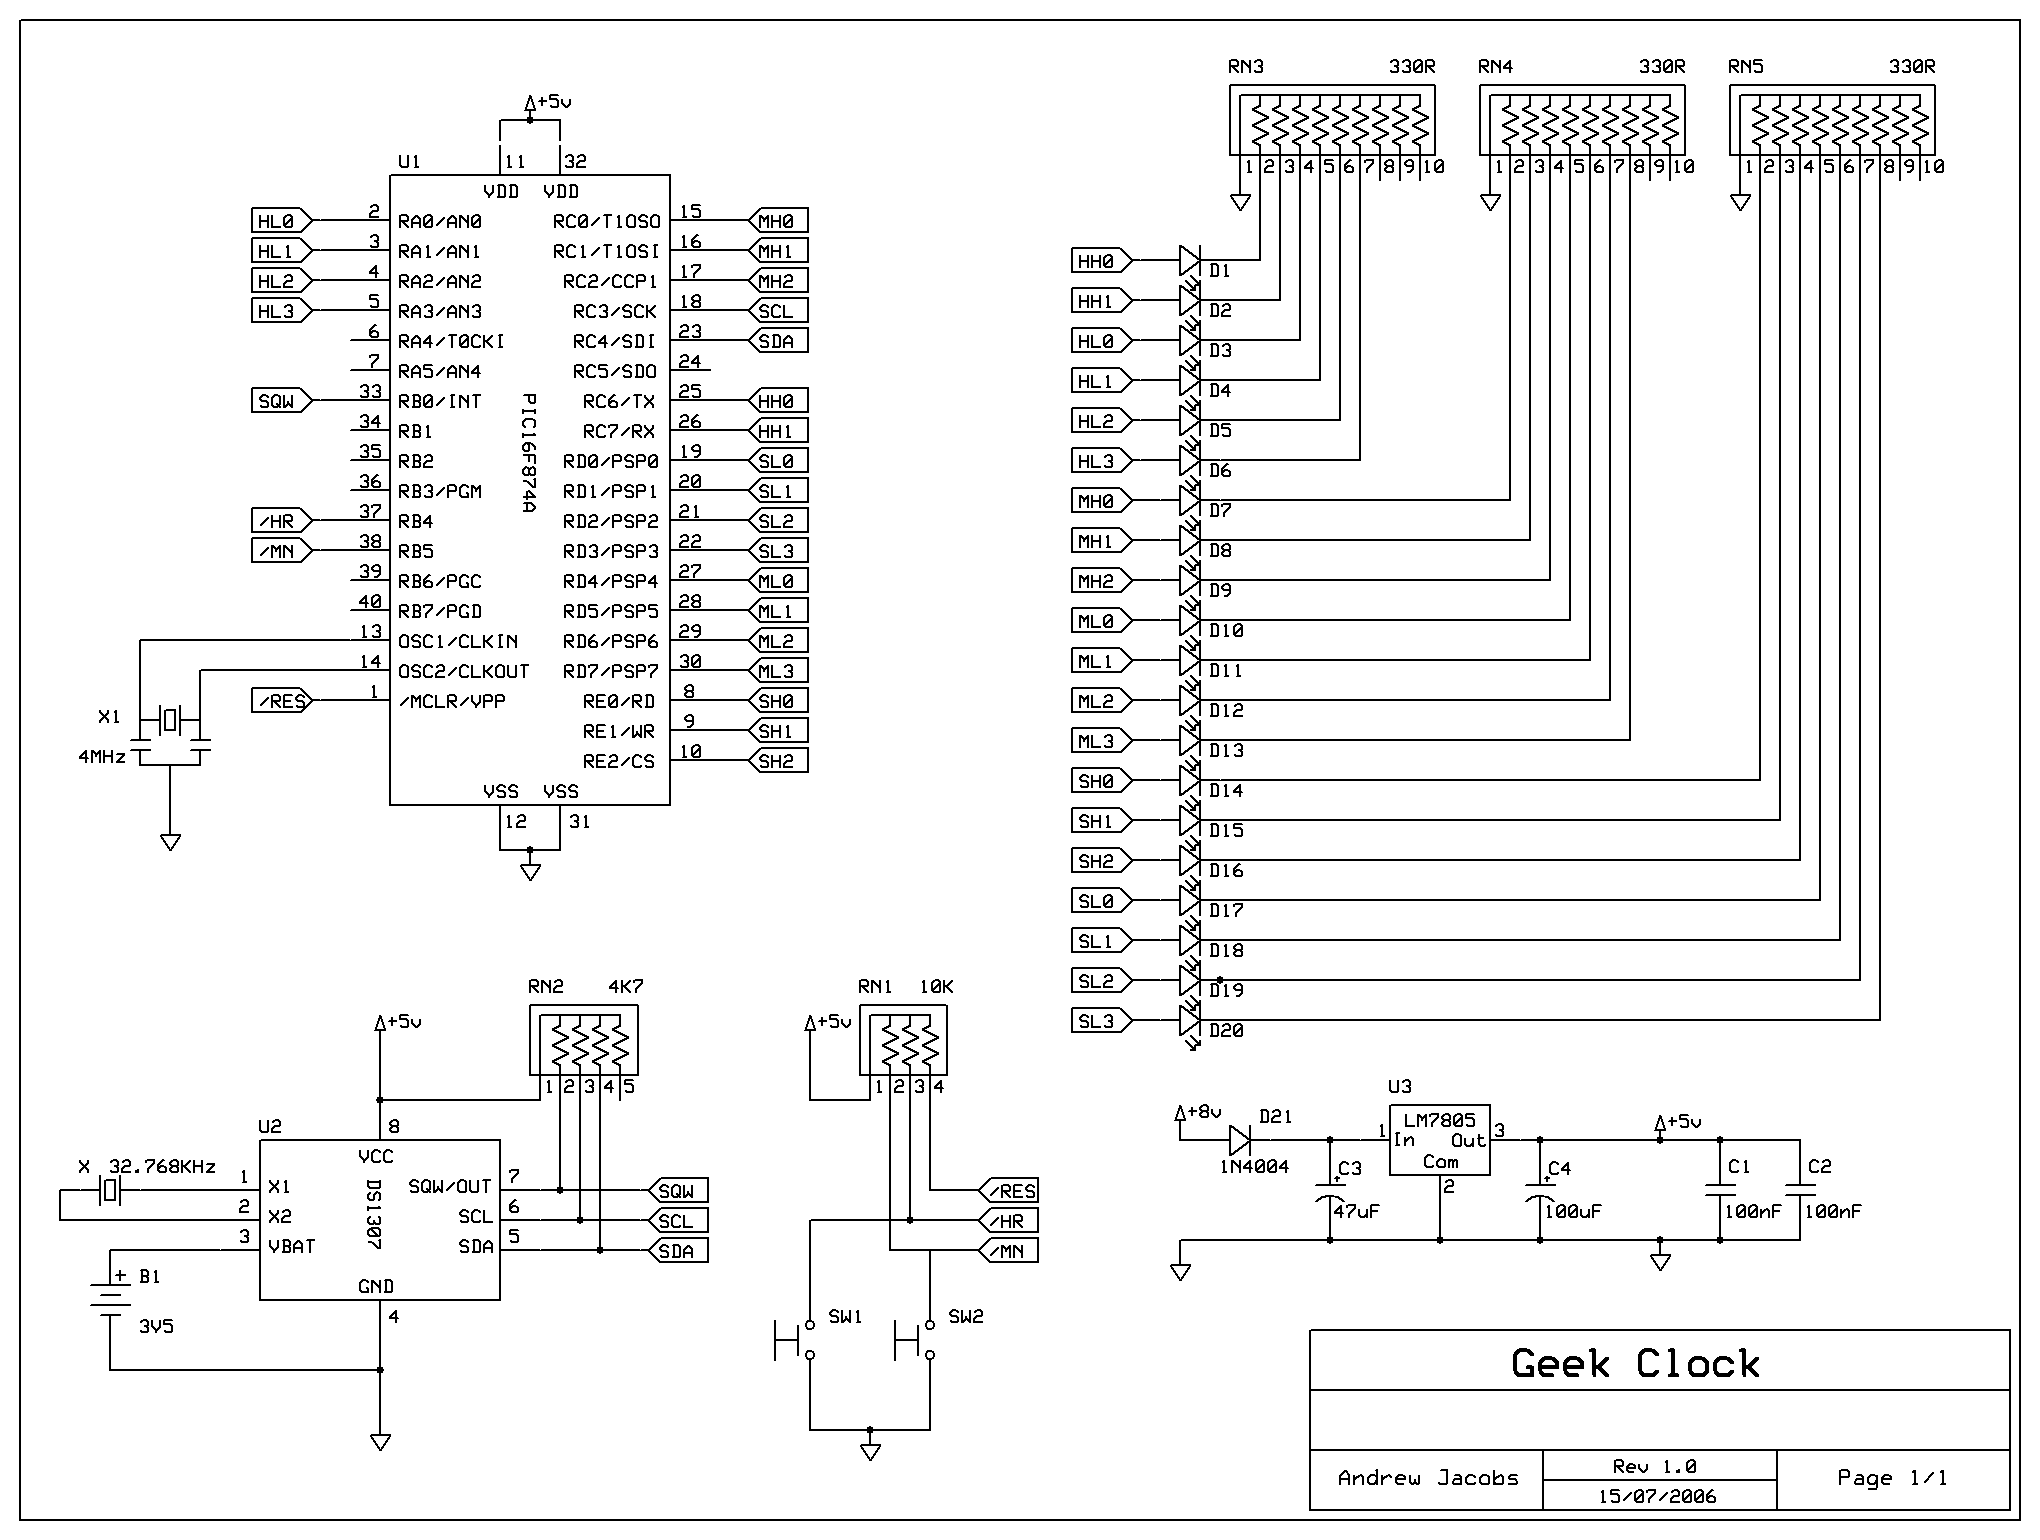 RN3 330R
RN4 330R
RN5 330R
1 2 3 4 5 6 7 8 9 10
1 2 3 4 5 6 7 8 9 10
1 2 3 4 5 6 7 8 9 10
+5v
U1 11 32
VDD VDD
HL0 2 RA0/AN0 RC0/T1OSO 15 MH0
HL1 3 RA1/AN1 RC1/T1OSI 16 MH1
HL2 4 RA2/AN2 RC2/CCP1 17 MH2
HL3 5 RA3/AN3 RC3/SCK 18 SCL
6 RA4/T0CKI RC4/SDI 23 SDA
7 RA5/AN4 RC5/SDO 24
SQW 33 RB0/INT RC6/TX 25 HH0
34 RB1 RC7/RX 26 HH1
35 RB2 RD0/PSP0 19 SL0
36 RB3/PGM RD1/PSP1 20 SL1
/HR 37 RB4 RD2/PSP2 21 SL2
/MN 38 RB5 RD3/PSP3 22 SL3
39 RB6/PGC RD4/PSP4 27 ML0
40 RB7/PGD RD5/PSP5 28 ML1
13 OSC1/CLKIN RD6/PSP6 29 ML2
14 OSC2/CLKOUT RD7/PSP7 30 ML3
/RES 1 /MCLR/VPP RE0/RD 8 SH0
RE1/WR 9 SH1
RE2/CS 10 SH2
PIC16F874A
VSS VSS
12 31
X1
4MHz
HH0 D1
HH1 D2
HL0 D3
HL1 D4
HL2 D5
HL3 D6
MH0 D7
MH1 D8
MH2 D9
ML0 D10
ML1 D11
ML2 D12
ML3 D13
SH0 D14
SH1 D15
SH2 D16
SL0 D17
SL1 D18
SL2 D19
SL3 D20
RN2 4K7
+5v
1 2 3 4 5
U2 8
VCC
X 32.768KHz
1 X1 SQW/OUT 7 SQW
2 X2 SCL 6 SCL
3 VBAT SDA 5 SDA
DS1307
GND
4
+ B1
3V5
RN1 10K
+5v
1 2 3 4
/RES
/HR
/MN
SW1 SW2
U3
+8v D21 LM7805 +5v
1 In Out 3
Com
2
1N4004
C3 +
47uF
C4 +
100uF
C1
100nF
C2
100nF
Geek Clock
Andrew Jacobs
Rev 1.0
15/07/2006
Page 1/1